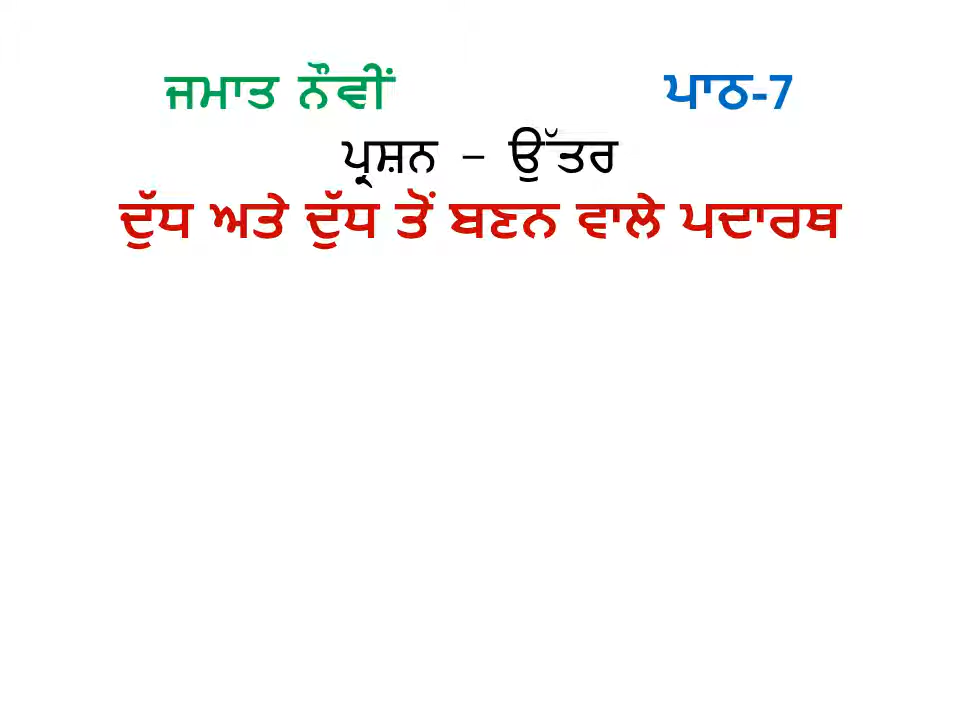 ਜਮਾਤ ਨੌਵੀਂ ਪਾਠ-7
ਪ੍ਰਸ਼ਨ – ਉੱਤਰ
ਦੁੱਧ ਅਤੇ ਦੁੱਧ ਤੋਂ ਬਣਨ ਵਾਲੇ ਪਦਾਰਥ